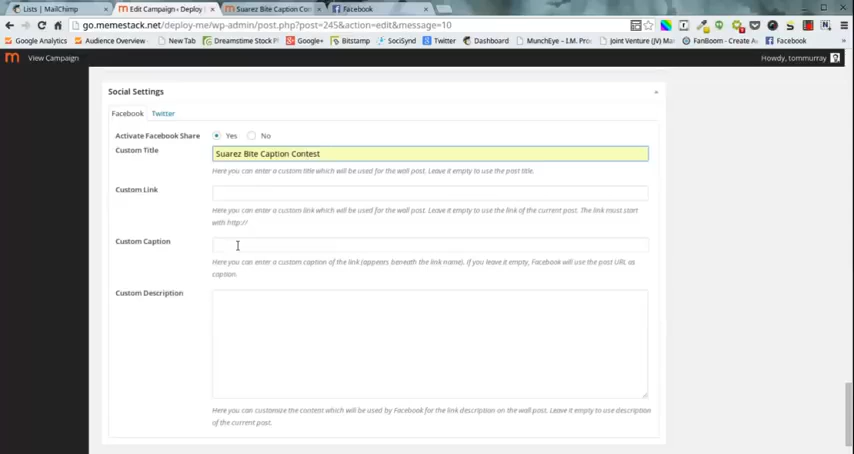 Lists | MailChimp
Edit Campaign ‹ Deploy
Suarez Bite Caption Con
Facebook
go.memestack.net/deploy-me/wp-admin/post.php?post=245&action=edit&message=10
Google Analytics
Audience Overview
New Tab
Dreamstime Stock P
Google+
Bitstamp
SociSynd
Twitter
Dashboard
MunchEye – I.M. Pro
Joint Venture (JV) Ma
FanBoom - Create A
Facebook
View Campaign
Howdy, tommurray
Social Settings
Facebook
Twitter
Activate Facebook Share
Yes
No
Custom Title
Suarez Bite Caption Contest
Here you can enter a custom title which will be used for the wall post. Leave it empty to use the post title.
Custom Link
Here you can enter a custom link which will be used for the wall post. Leave it empty to use the link of the current post. The link must start
with http://
Custom Caption
Here you can enter a custom caption of the link (appears beneath the link name). If you leave it empty, Facebook will use the post URL as
caption.
Custom Description
Here you can customize the content which will be used by Facebook for the link description on the wall post. Leave it empty to use description
of the current post.